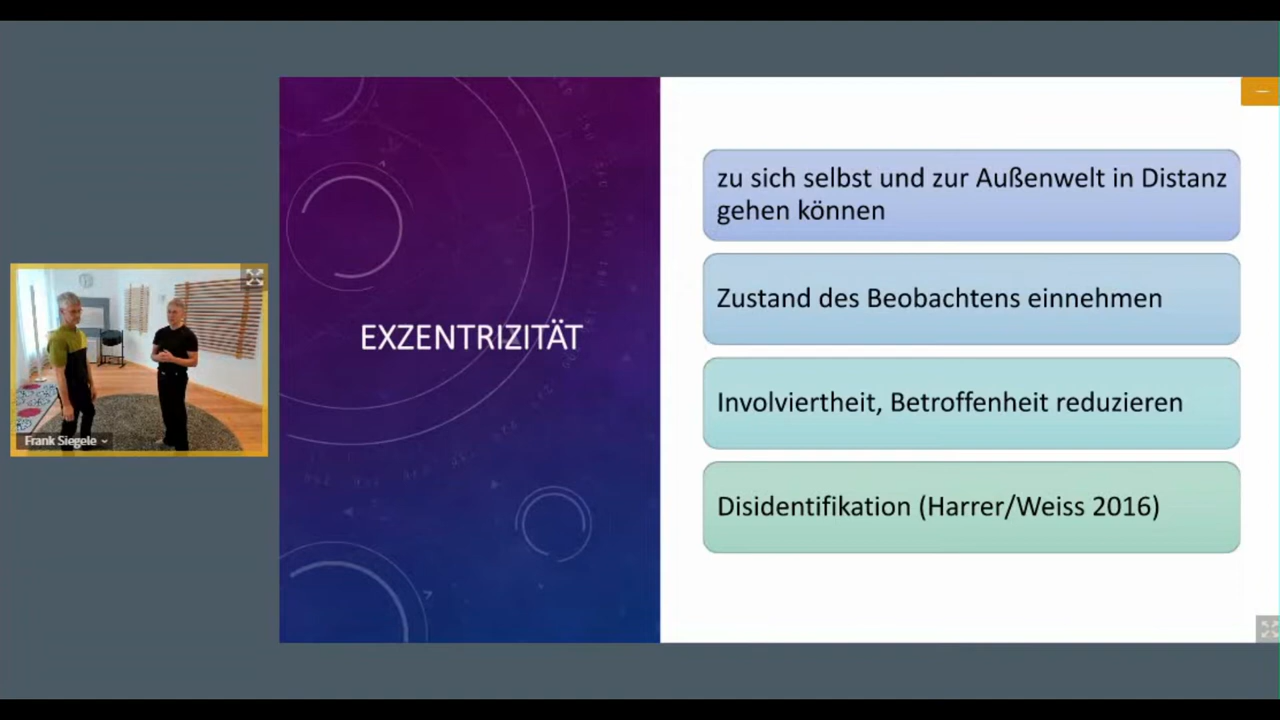 Frank Siegele
EXZENTRIZITÄT
zu sich selbst und zur Außenwelt in Distanz
gehen können
Zustand des Beobachtens einnehmen
Involviertheit, Betroffenheit reduzieren
Disidentifikation (Harrer/Weiss 2016)